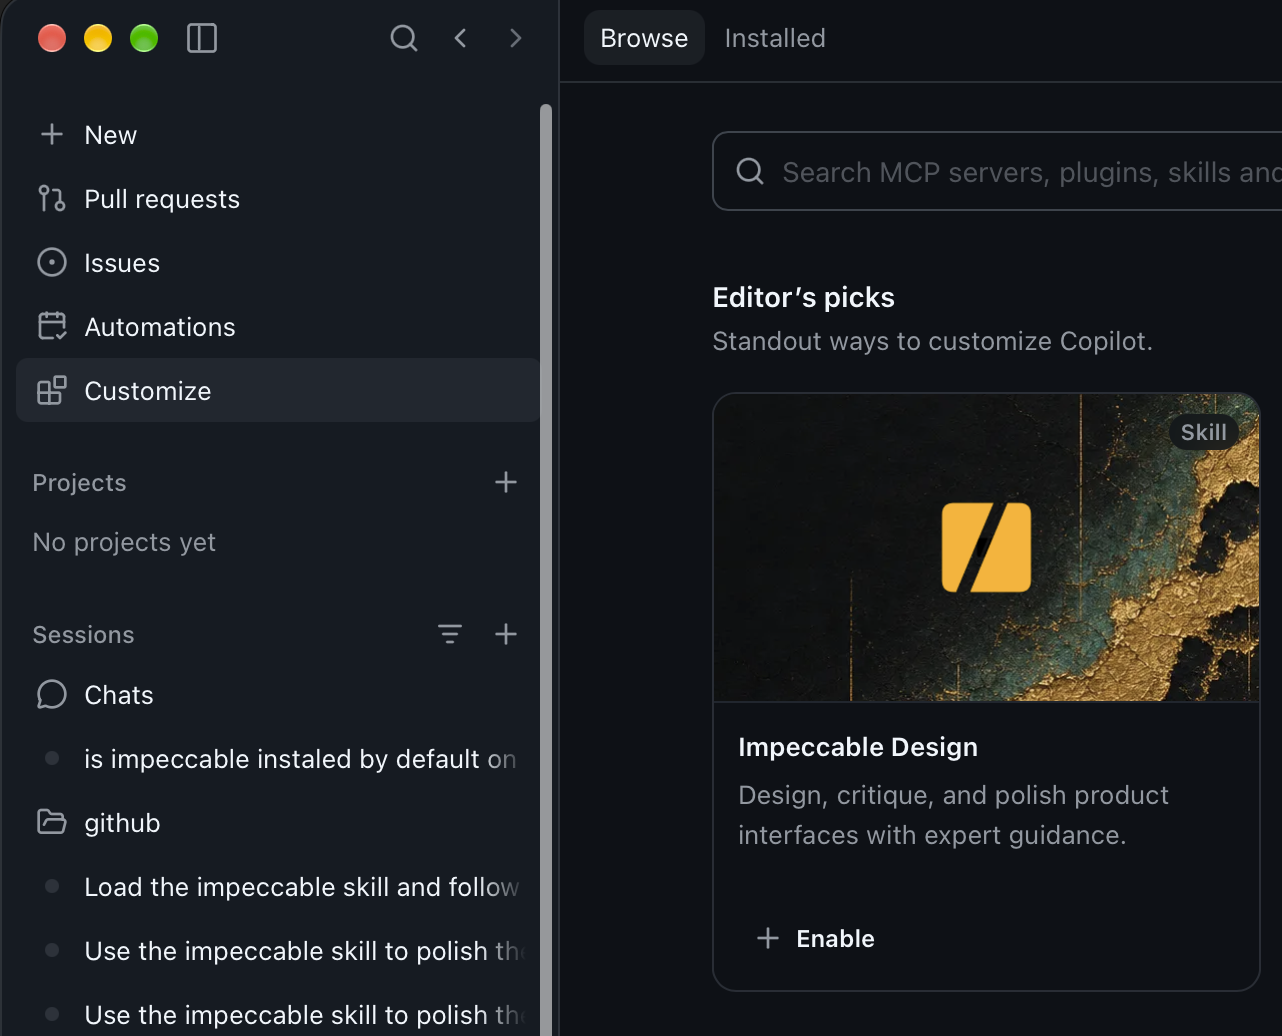 New
Pull requests
Issues
Automations
Customize
Projects
No projects yet
Sessions
Chats
is impeccable instaled by default on
github
Load the impeccable skill and follow
Use the impeccable skill to polish the
Use the impeccable skill to polish the
Browse
Installed
Search MCP servers, plugins, skills and
Editor’s picks
Standout ways to customize Copilot.
Skill
Impeccable Design
Design, critique, and polish product
interfaces with expert guidance.
Enable